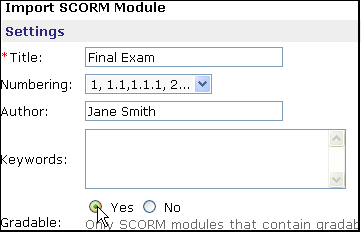 Import SCORM Module
Settings
*Title: Final Exam
Numbering: 1, 1.1,1.1.1, 2...
Author: Jane Smith
Keywords:
Yes No
Gradable: Only SCORM modules that contain gradab